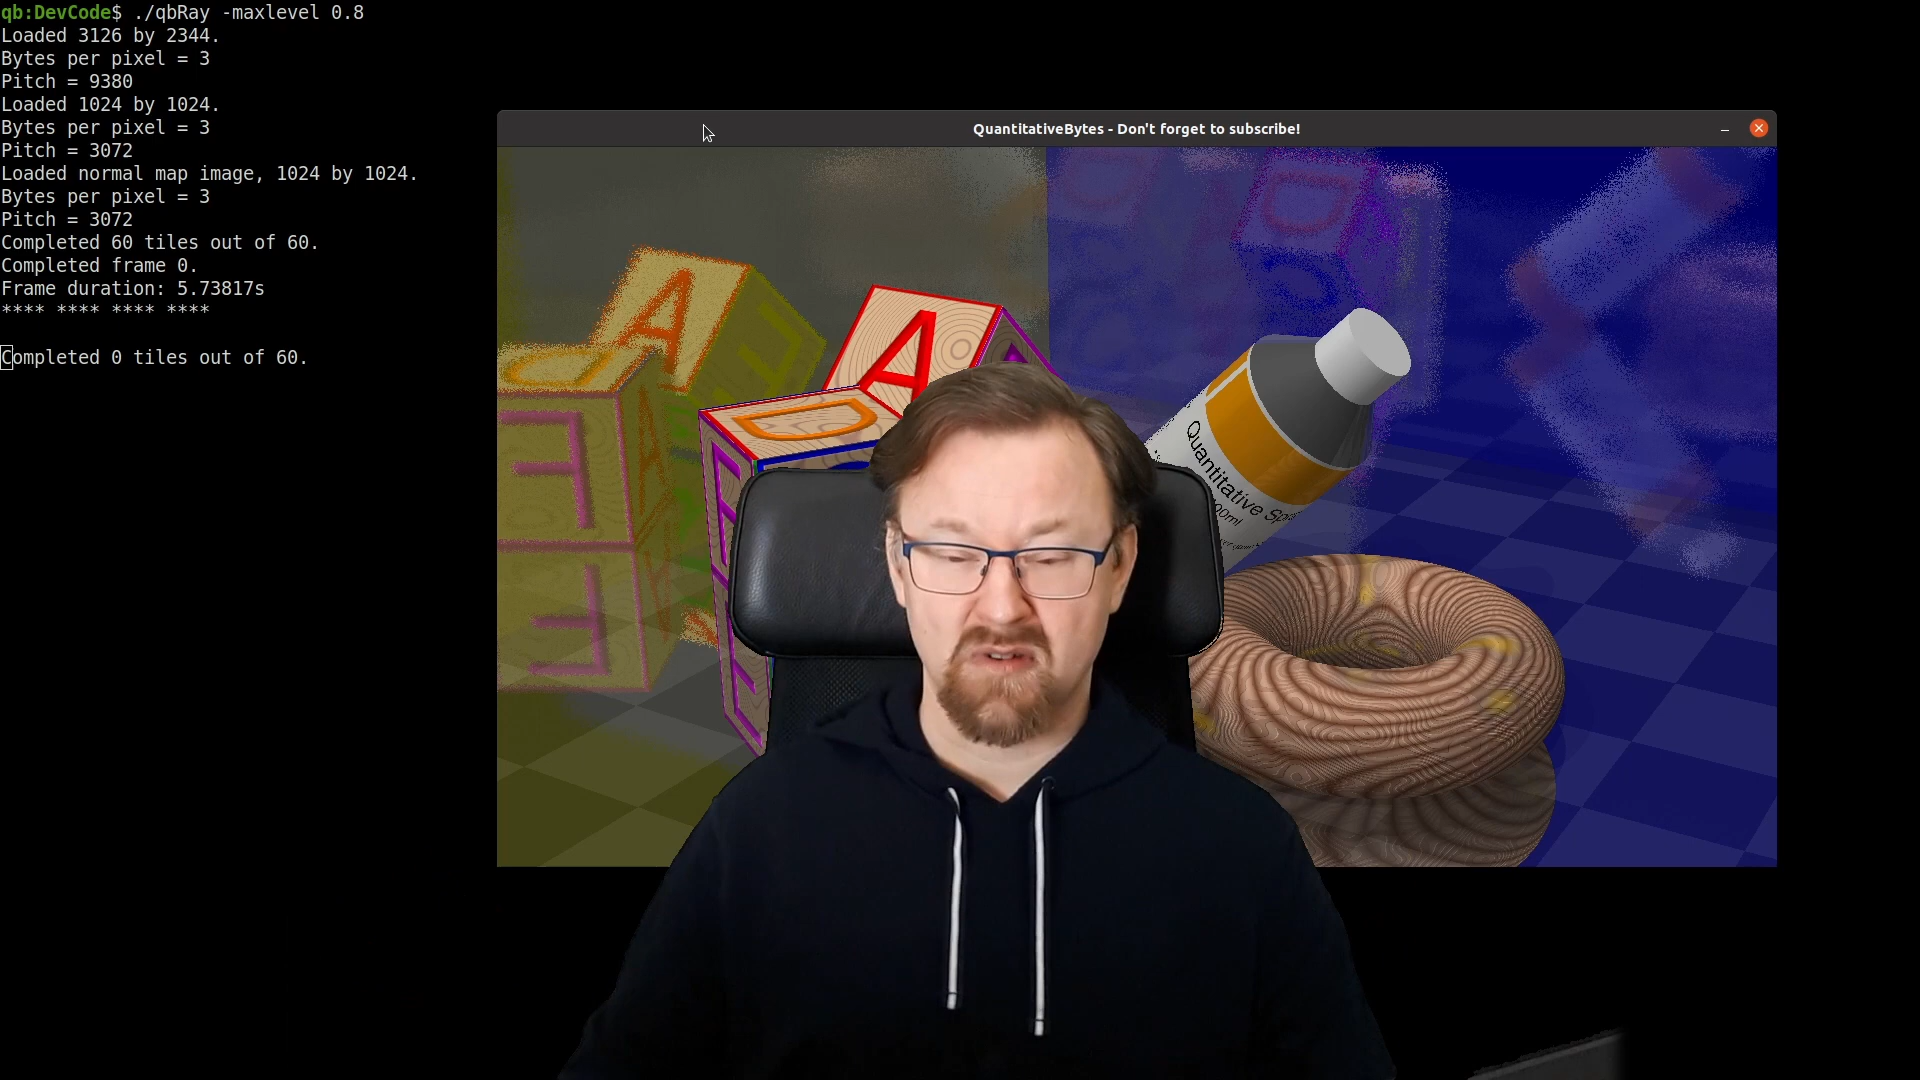 qb:DevCode$ ./qbRay -maxlevel 0.8
Loaded 3126 by 2344.
Bytes per pixel = 3
Pitch = 9380
Loaded 1024 by 1024.
Bytes per pixel = 3
Pitch = 3072
Loaded normal map image, 1024 by 1024.
Bytes per pixel = 3
Pitch = 3072
Completed 60 tiles out of 60.
Completed frame 0.
Frame duration: 5.73817s
**** **** **** ****
Completed 0 tiles out of 60.
QuantitativeBytes - Don't forget to subscribe!
A
A
D
E
E
Quantitative